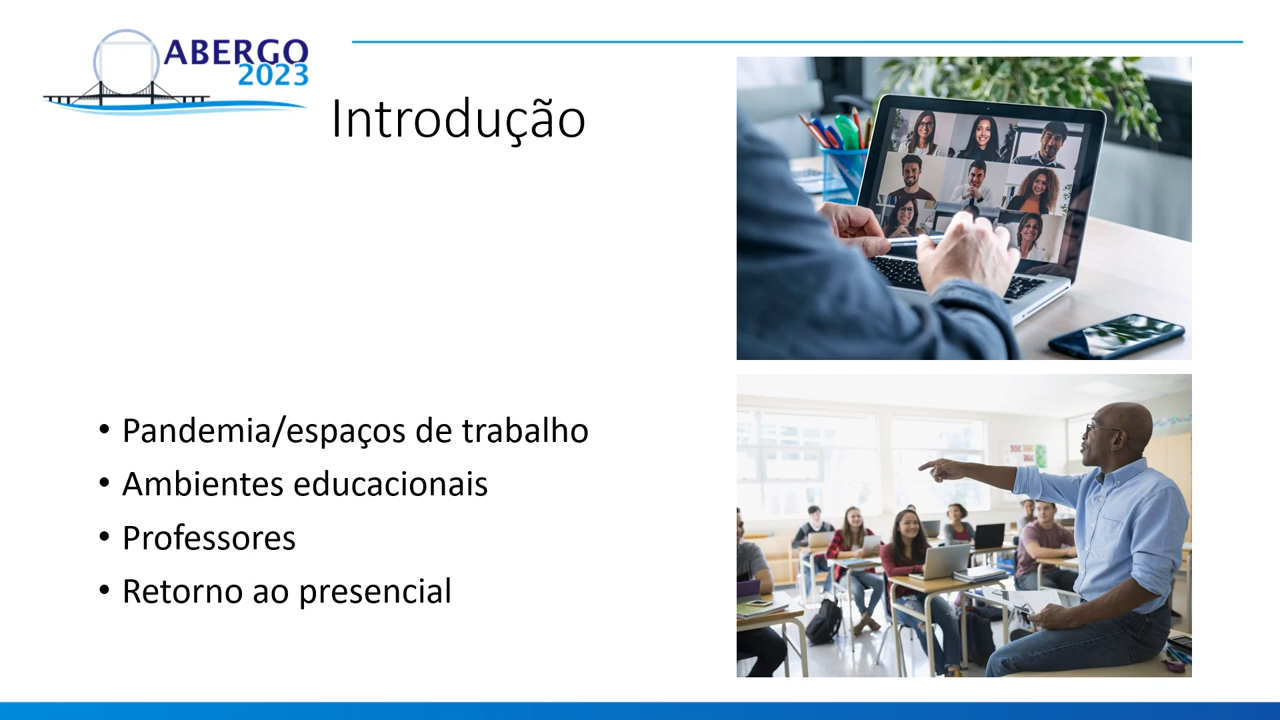 ABERGO
2023
Introdução
• Pandemia/espaços de trabalho
• Ambientes educacionais
• Professores
• Retorno ao presencial